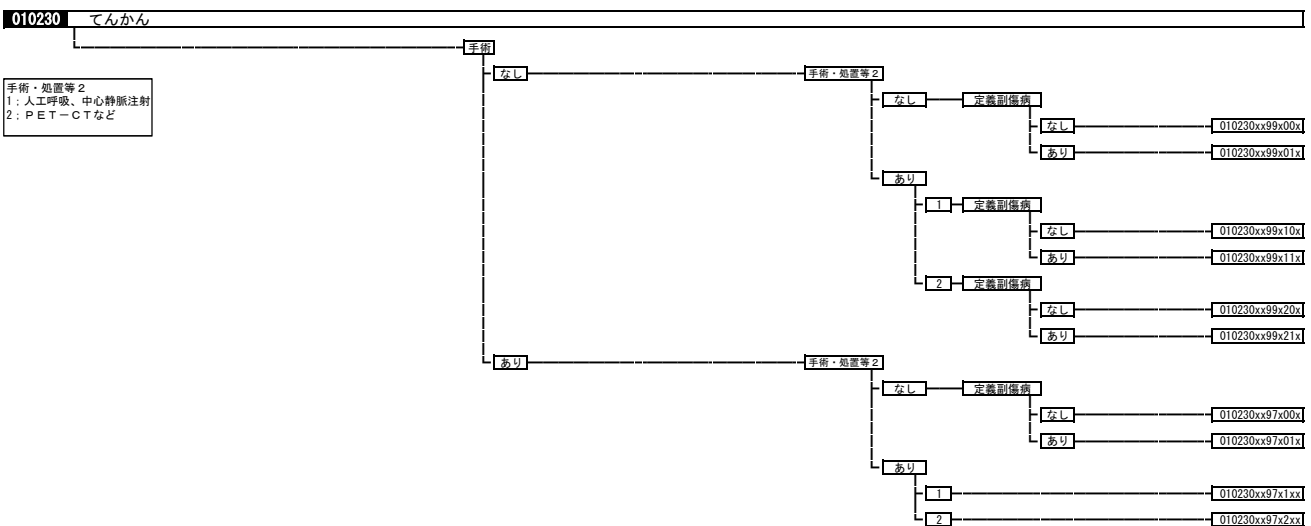 010230 てんかん
手術
なし
手術・処置等2
手術・処置等2
1；人工呼吸、中心静脈注射
2；PET－CTなど
なし
定義副傷病
なし
010230xx99x00x
あり
010230xx99x01x
あり
1
定義副傷病
なし
010230xx99x10x
あり
010230xx99x11x
2
定義副傷病
なし
010230xx99x20x
あり
010230xx99x21x
あり
手術・処置等2
なし
定義副傷病
なし
010230xx97x00x
あり
010230xx97x01x
あり
1
010230xx97x1xx
2
010230xx97x2xx